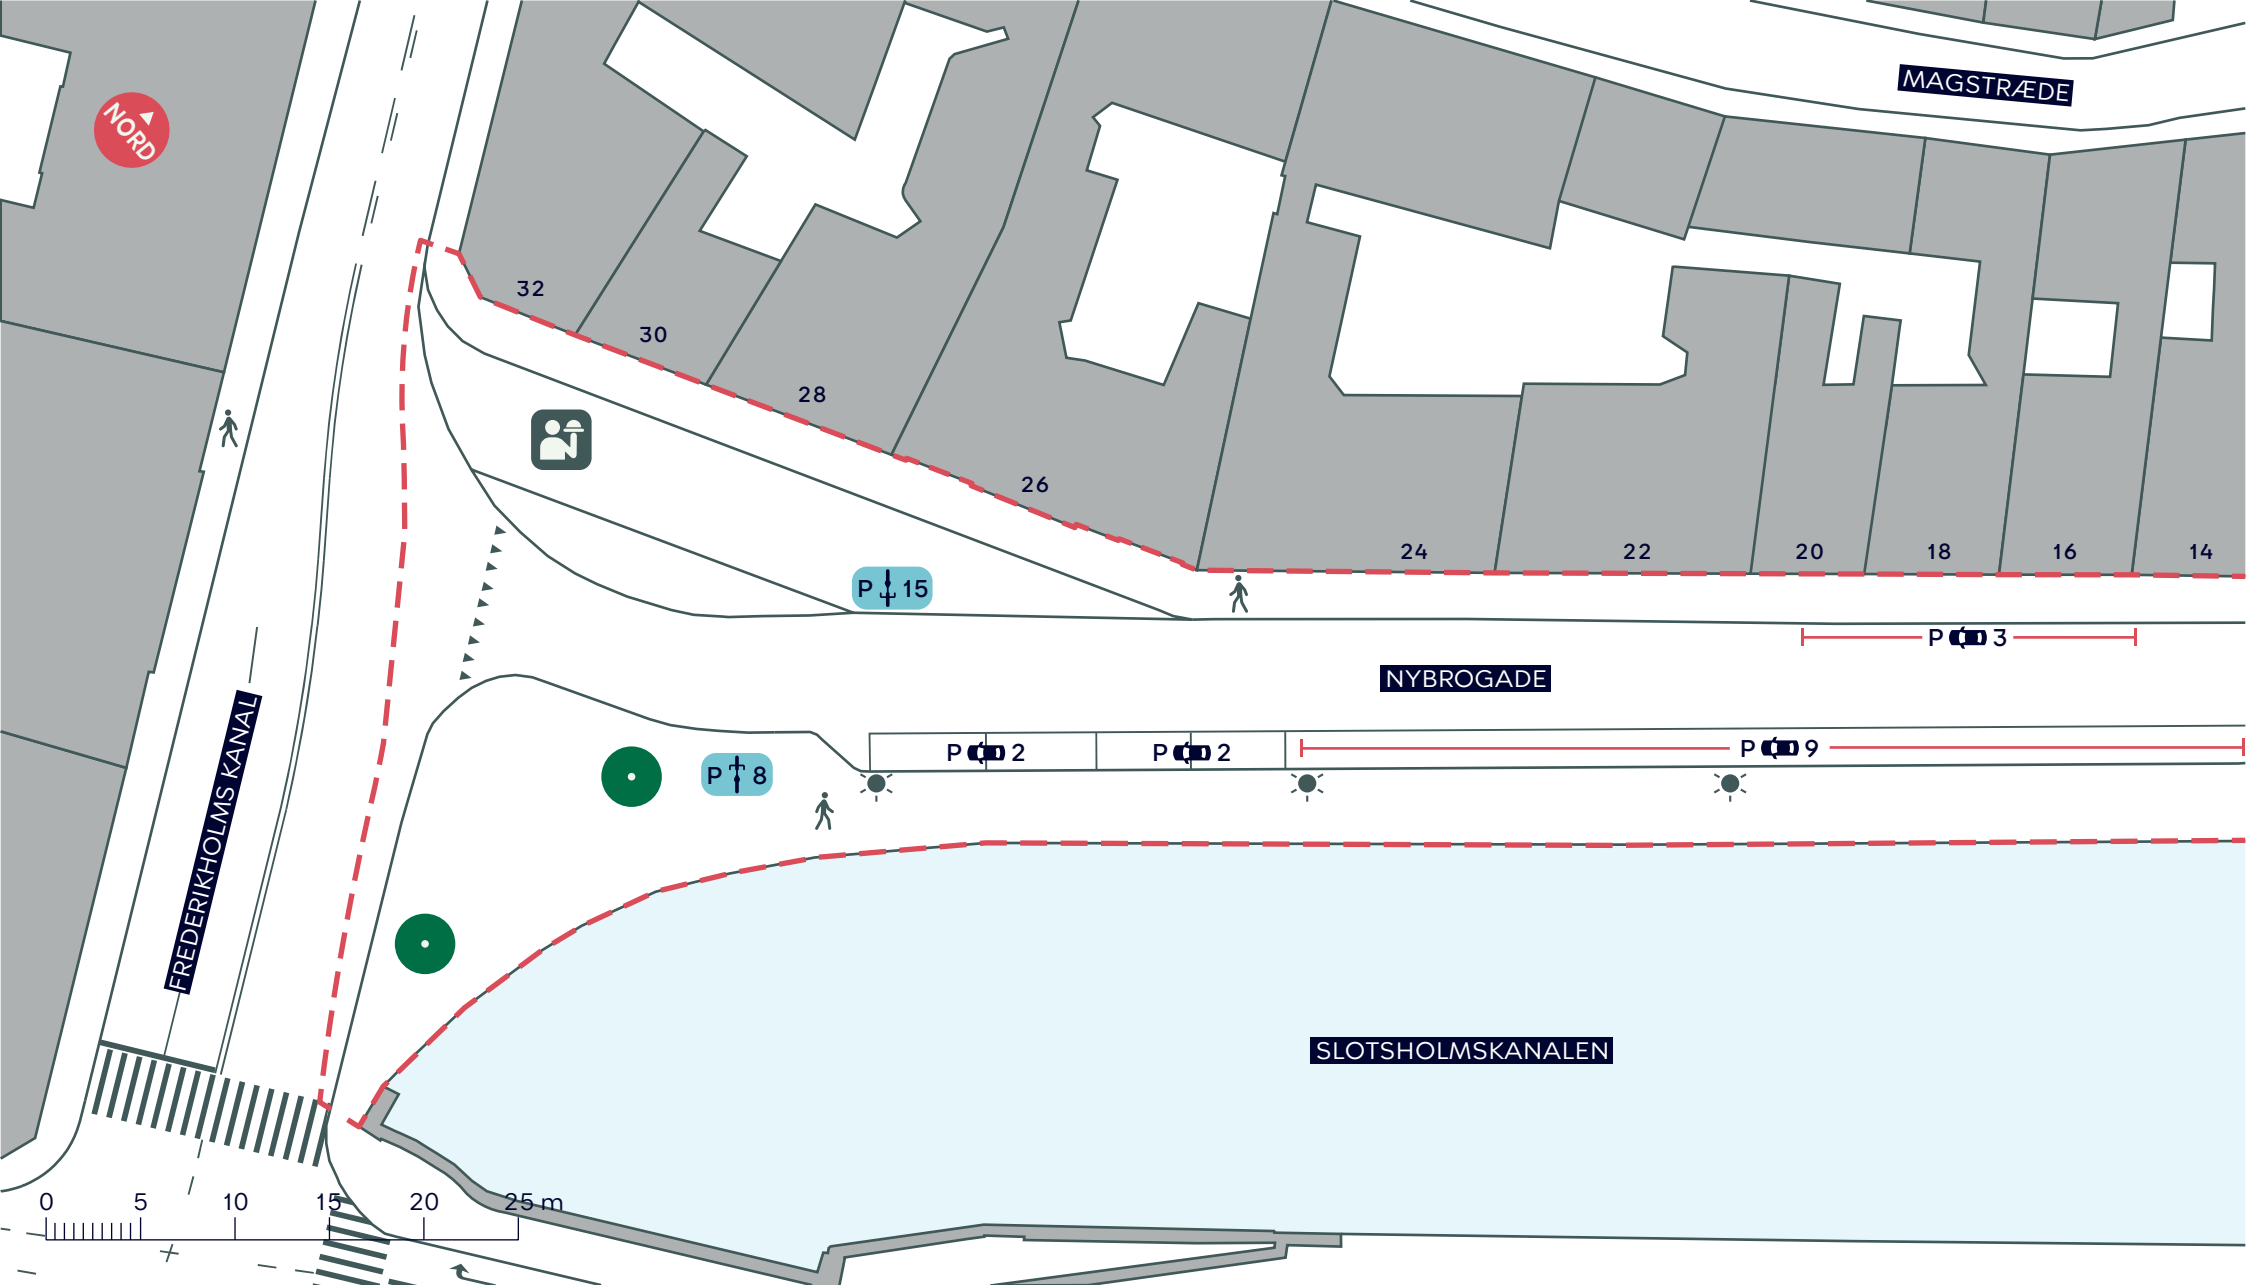 MAGSTRÆDE
NORD
32
30
28
26
24
22
20
18
16
14
P 15
P 3
NYBROGADE
P 2
P 2
P 9
P 8
FREDERIKHOLMS KANAL
SLOTSHOLMSKANALEN
0 5 10 15 20 25 m